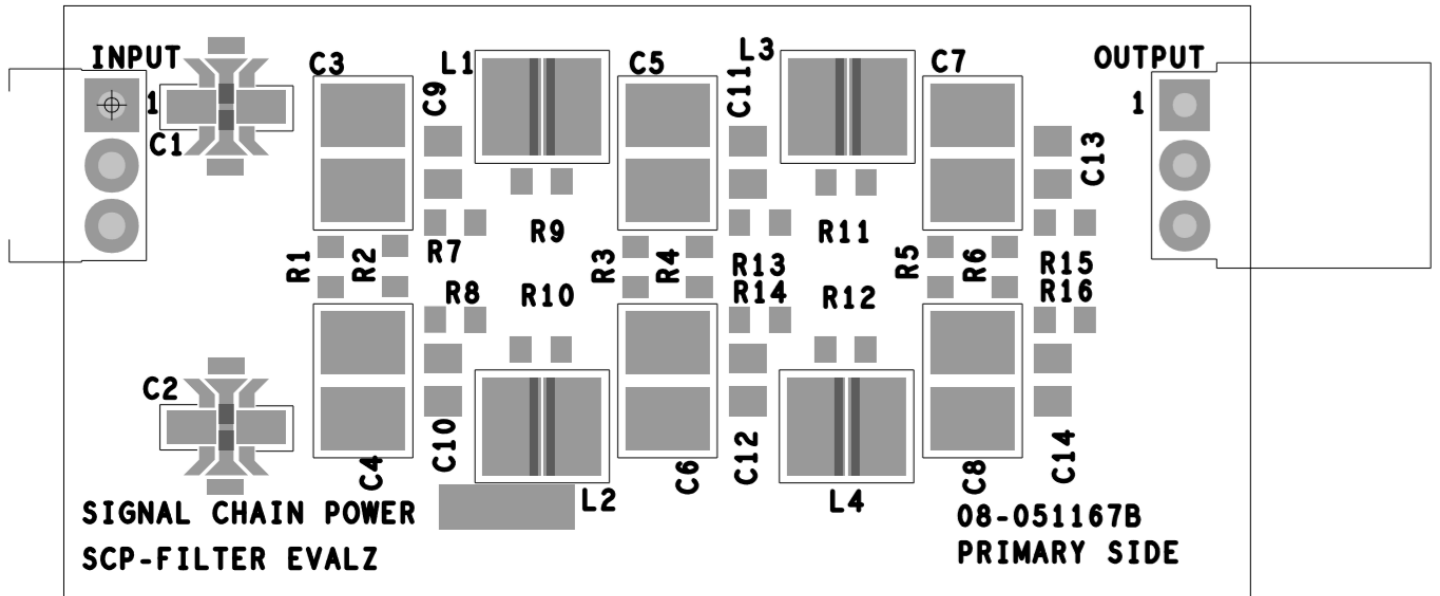 INPUT
C3
L1
C5
L3
C7
OUTPUT
1
C1
C9
C11
C13
1
R1
R2
R7
R9
R3
R4
R13
R11
R5
R6
R15
R8
R10
R14
R12
R16
C2
C4
C10
L2
C6
C12
L4
C8
C14
SIGNAL CHAIN POWER
SCP-FILTER EVALZ
08-051167B
PRIMARY SIDE